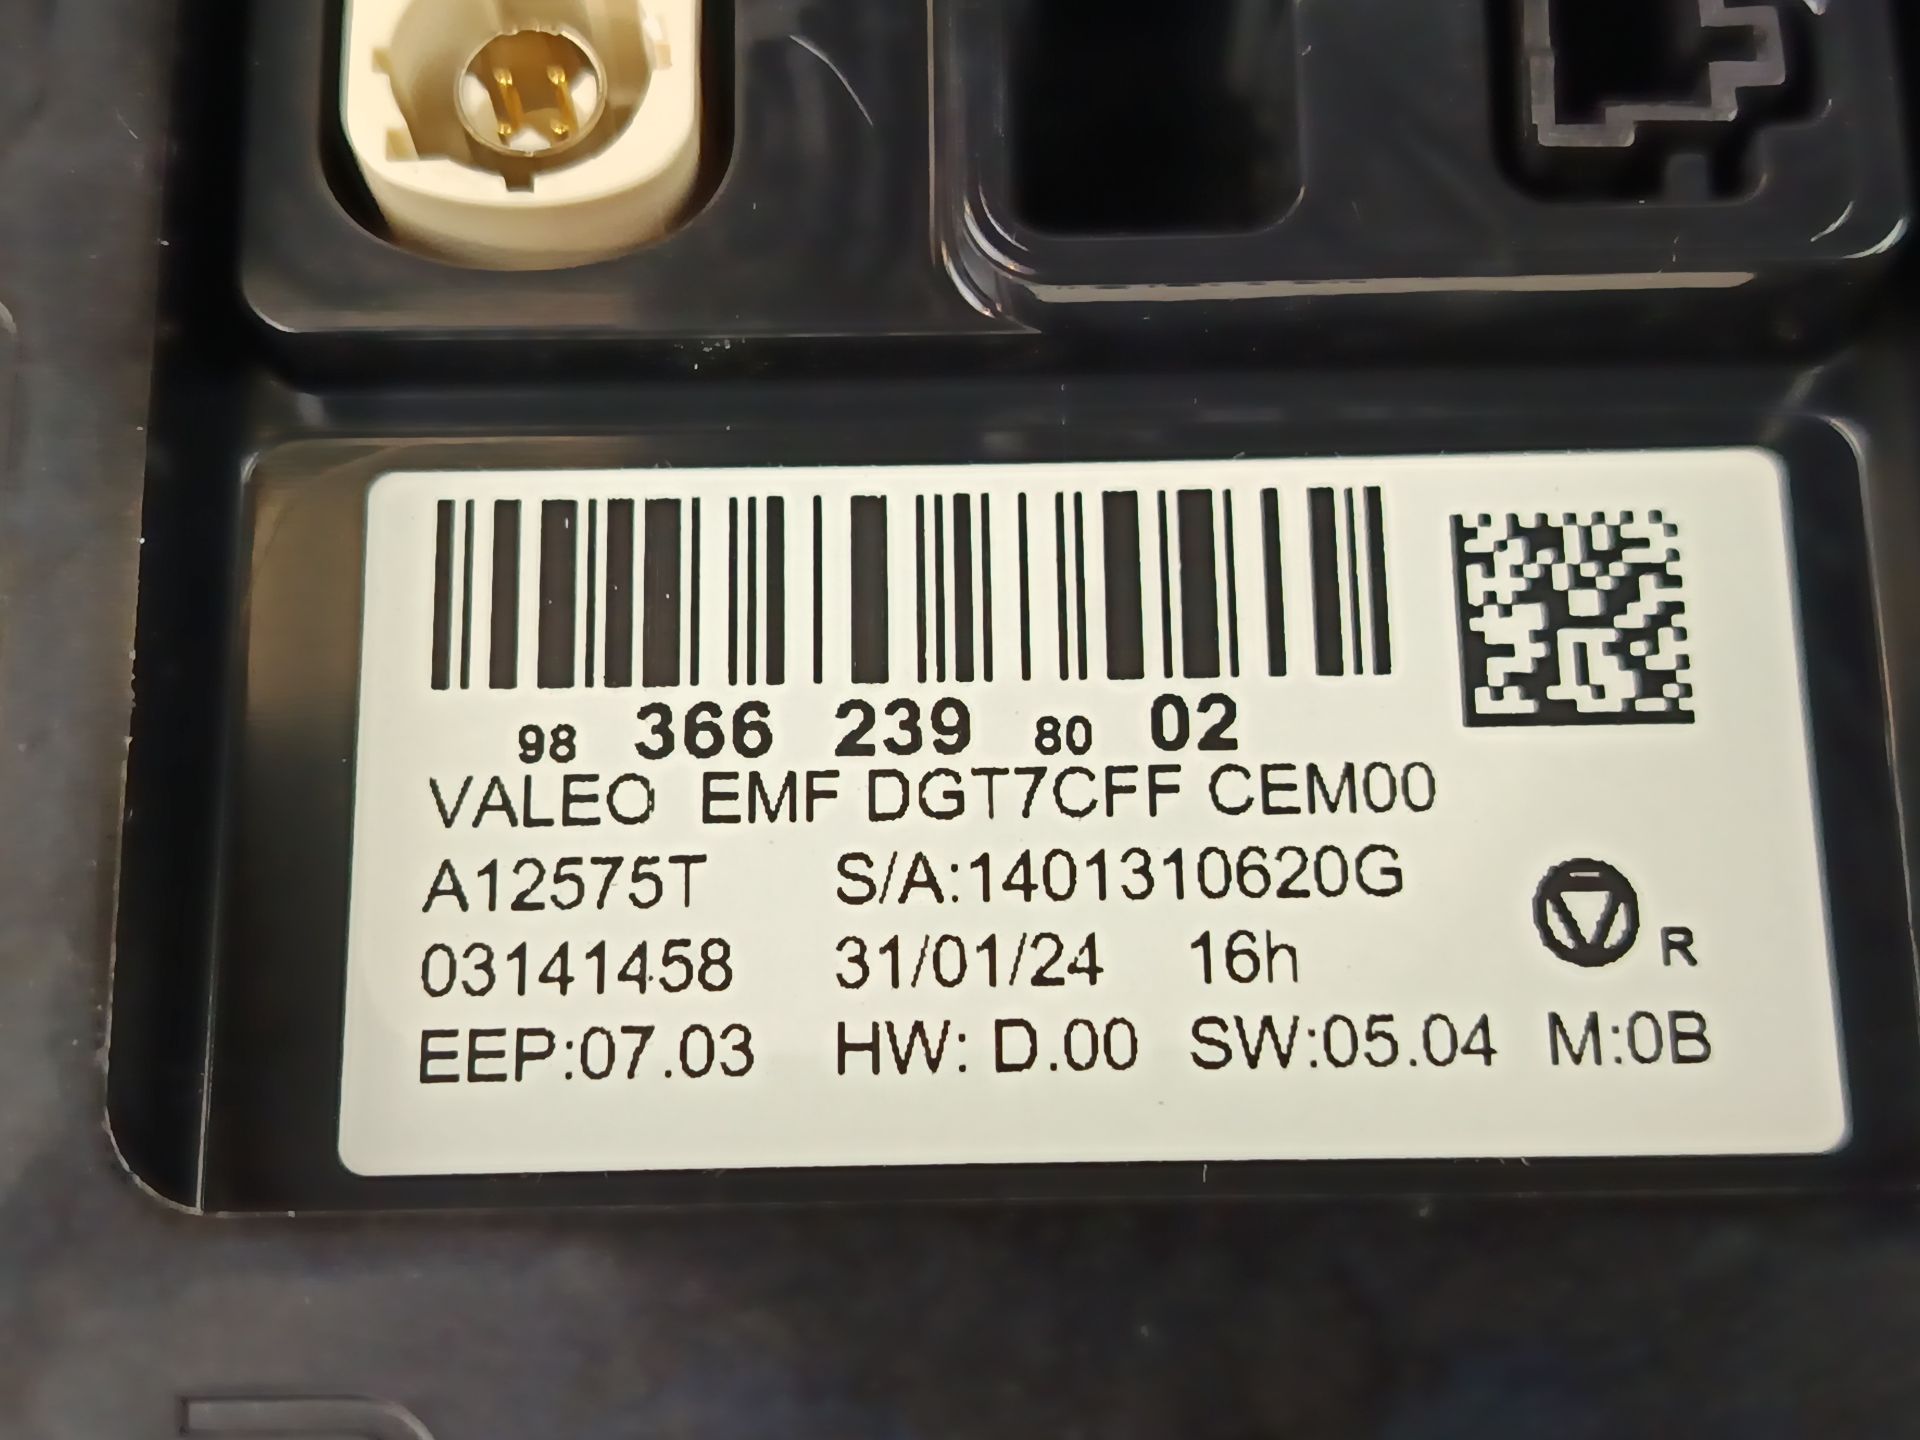 98 366 239 80 02
VALEO EMF DGT7CFF CEM00
A12575T S/A:1401310620G
03141458 31/01/24 16h
R
EEP:07.03 HW: D.00 SW:05.04 M:0B